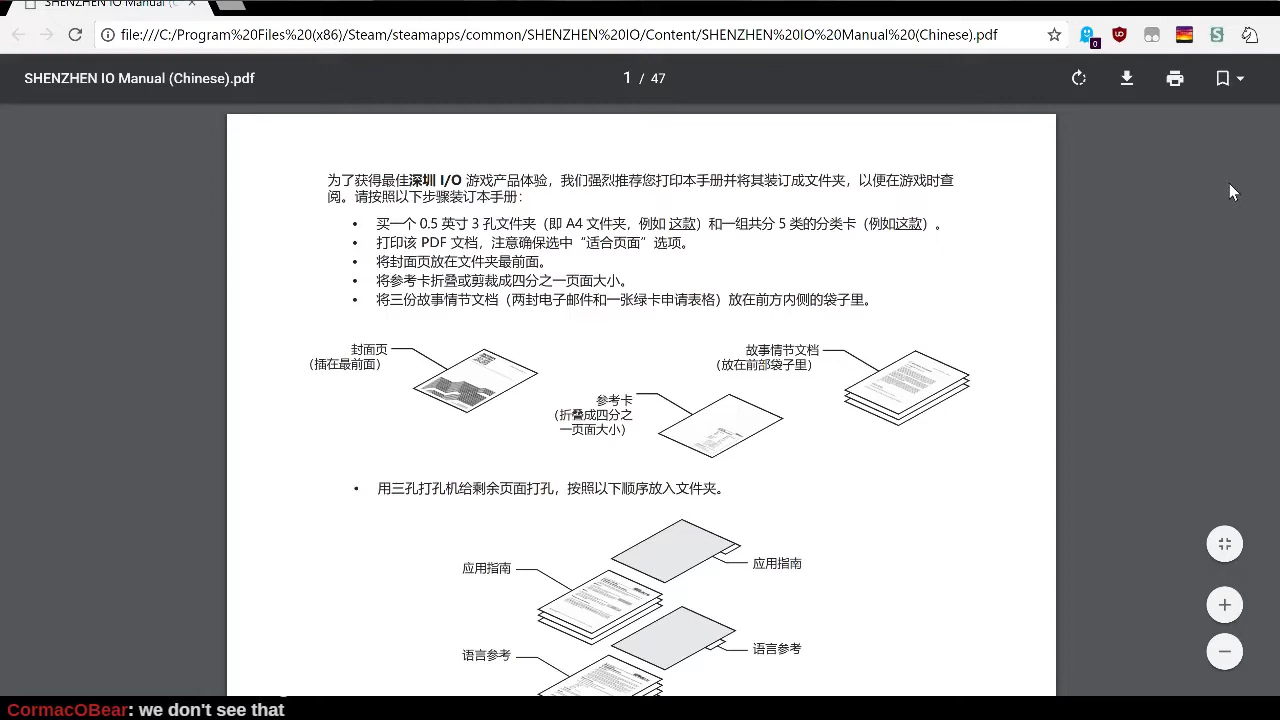 SHENZHEN IO Manual (C
file:///C:/Program%20Files%20(x86)/Steam/steamapps/common/SHENZHEN%20IO/Content/SHENZHEN%20IO%20Manual%20(Chinese).pdf
0
SHENZHEN IO Manual (Chinese).pdf
1 / 47
为了获得最佳深圳 I/O 游戏产品体验，我们强烈推荐您打印本手册并将其装订成文件夹，以便在游戏时查
阅。请按照以下步骤装订本手册：
• 买一个 0.5 英寸 3 孔文件夹（即 A4 文件夹，例如 这款）和一组共分 5 类的分类卡（例如这款）。
• 打印该 PDF 文档，注意确保选中“适合页面”选项。
• 将封面页放在文件夹最前面。
• 将参考卡折叠或剪裁成四分之一页面大小。
• 将三份故事情节文档（两封电子邮件和一张绿卡申请表格）放在前方内侧的袋子里。
封面页
（插在最前面）
故事情节文档
（放在前部袋子里）
参考卡
（折叠成四分之
一页面大小）
• 用三孔打孔机给剩余页面打孔，按照以下顺序放入文件夹。
应用指南
应用指南
语言参考
语言参考
CormacOBear: we don't see that